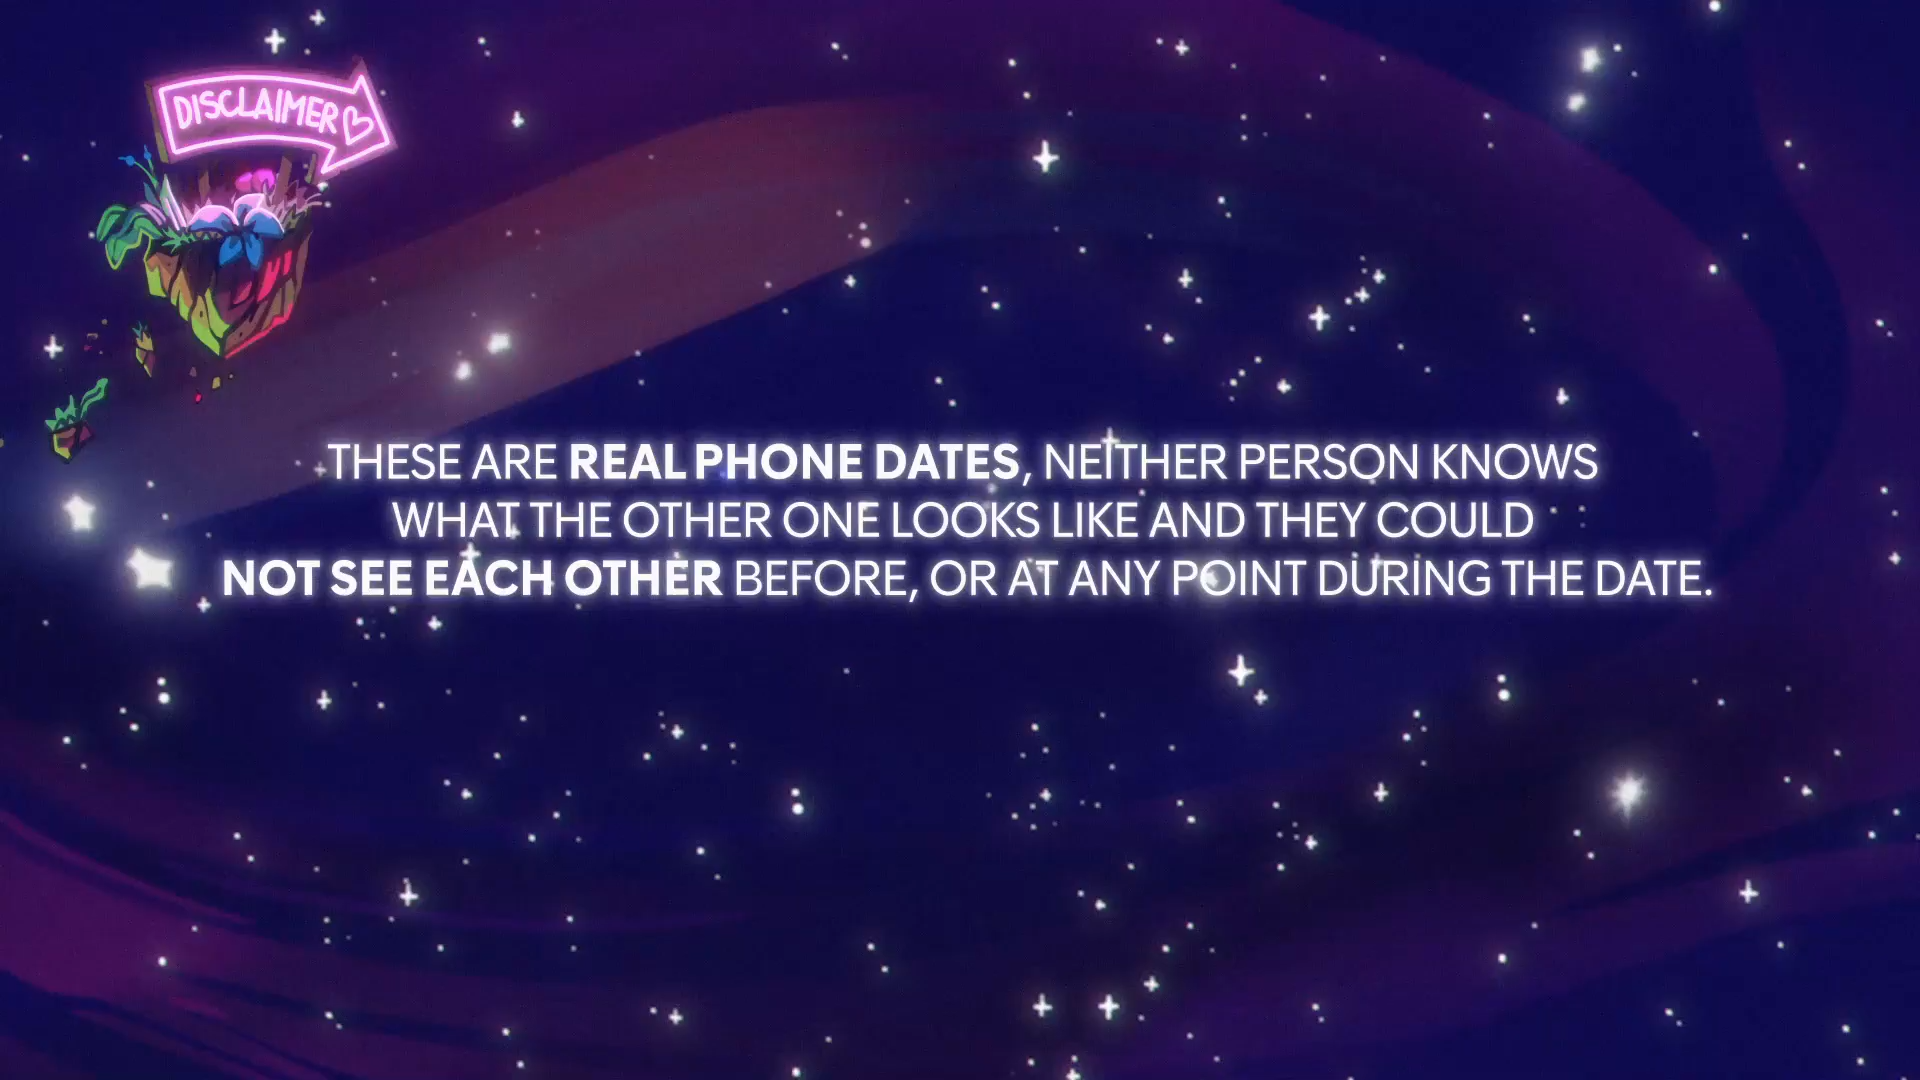 DISCLAIMER
THESE ARE REAL PHONE DATES, NEITHER PERSON KNOWS
WHAT THE OTHER ONE LOOKS LIKE AND THEY COULD
NOT SEE EACH OTHER BEFORE, OR AT ANY POINT DURING THE DATE.